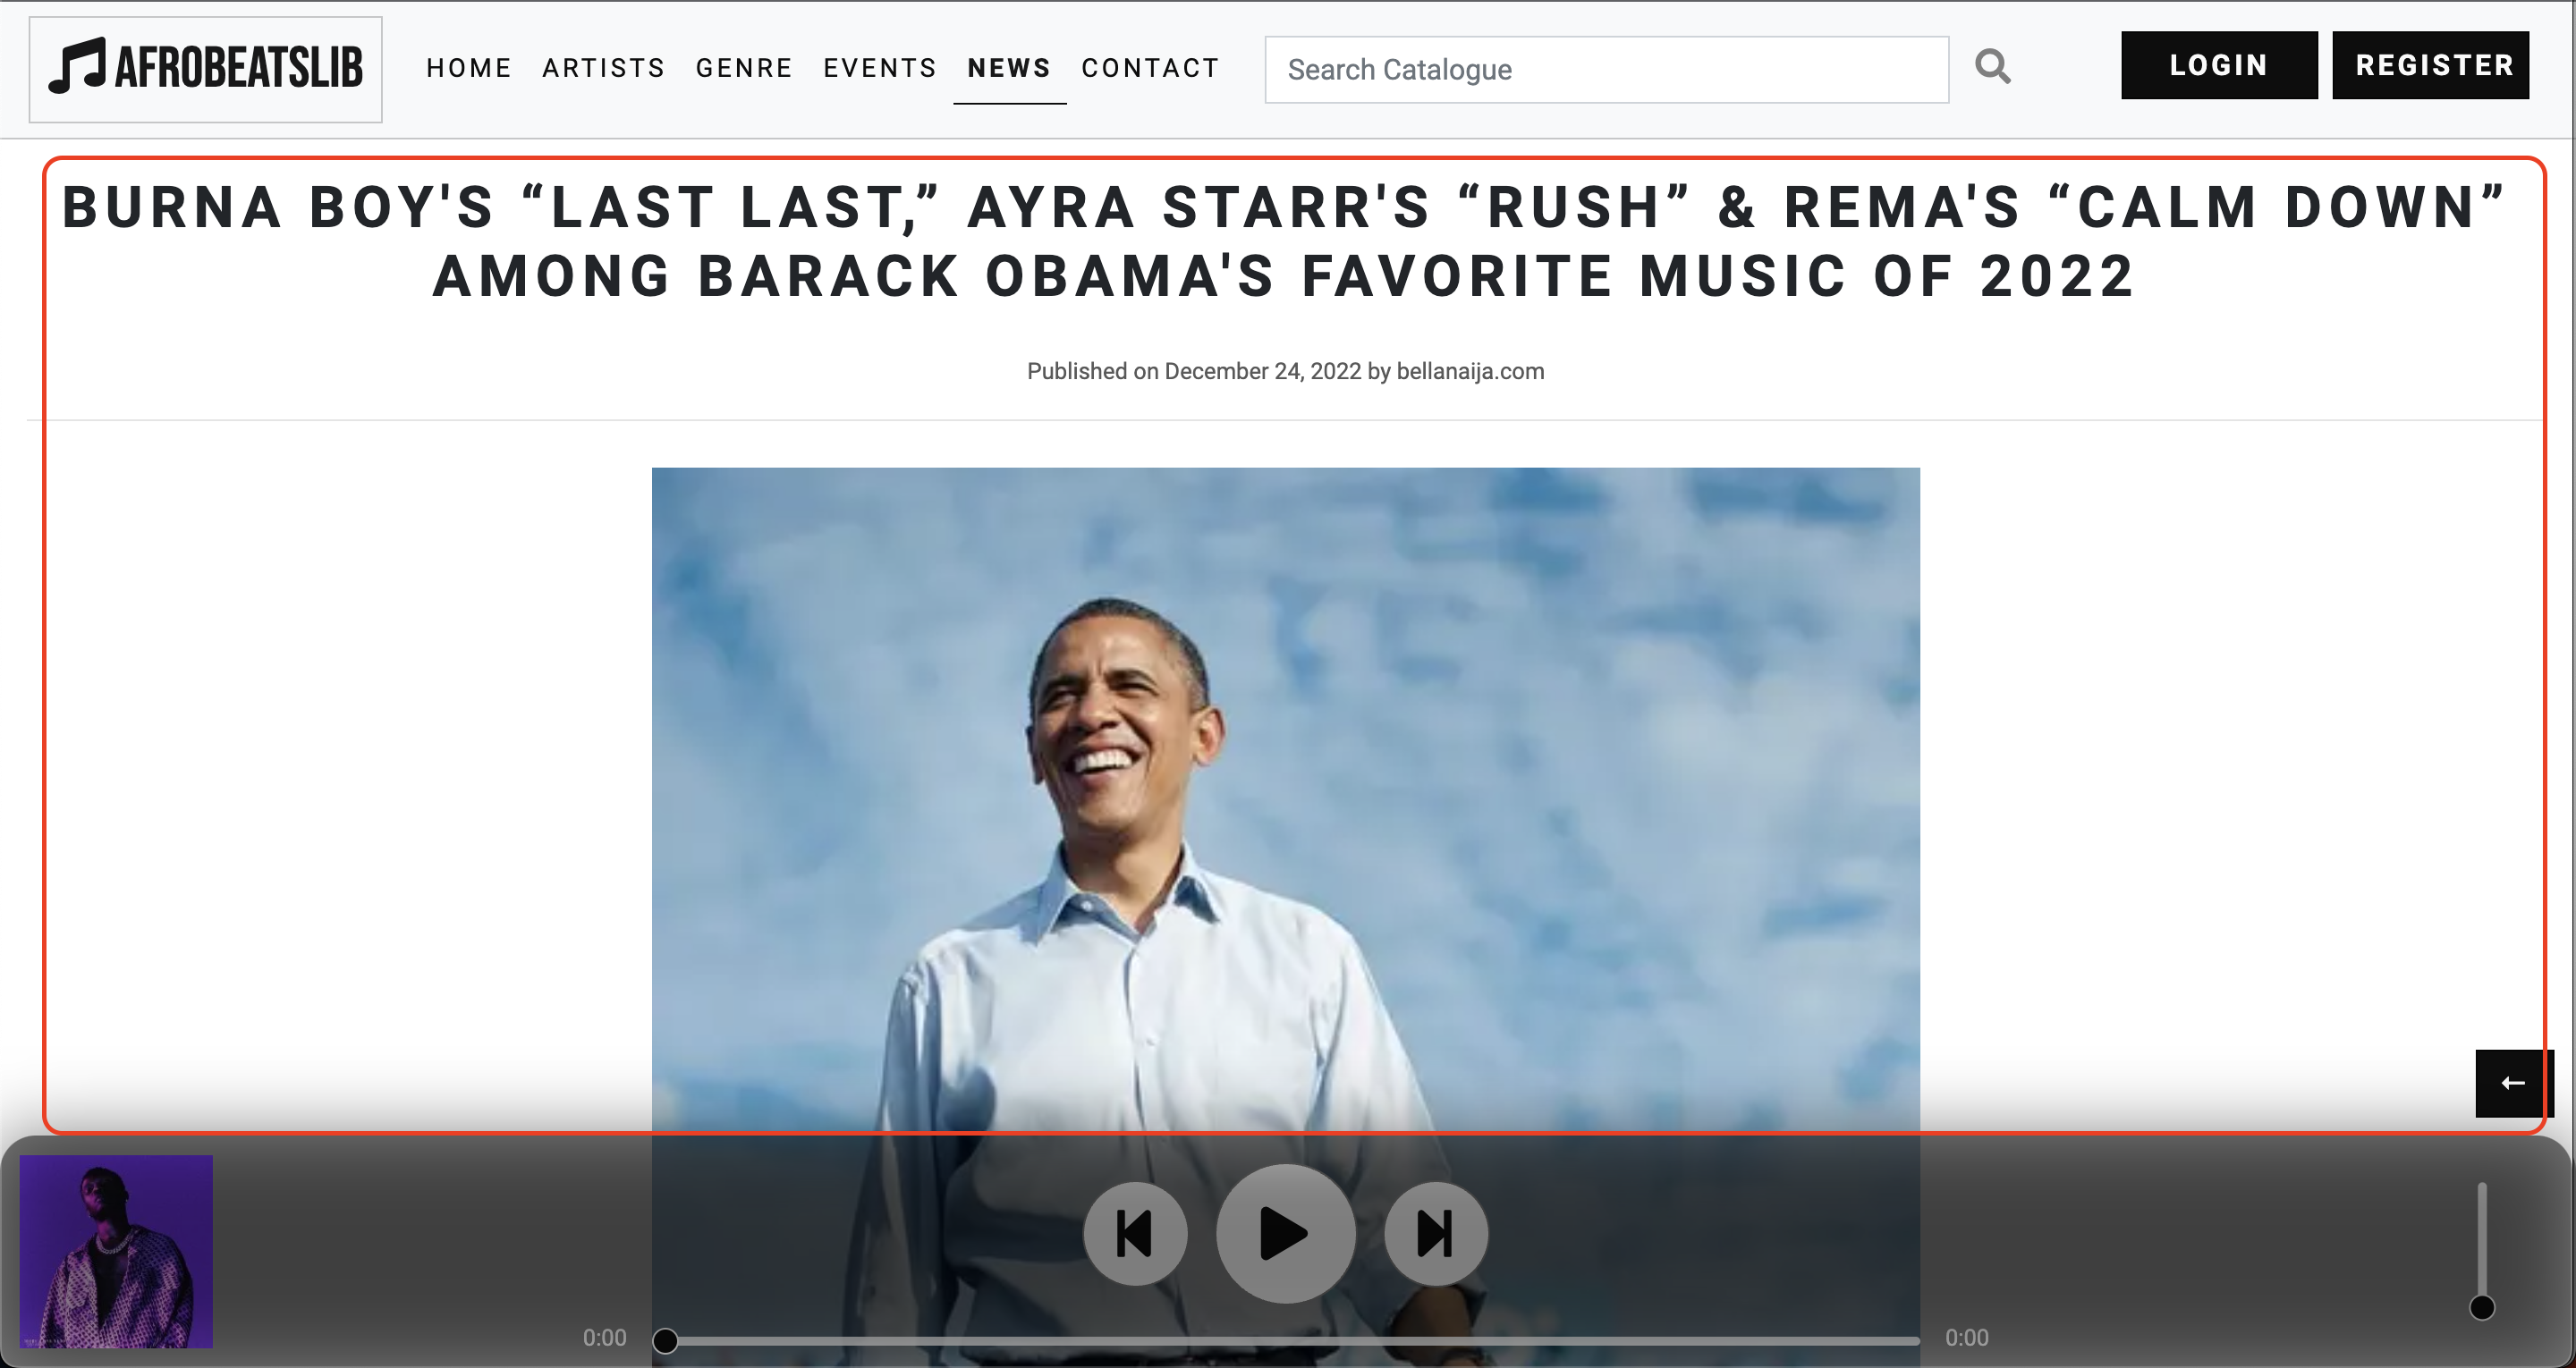 AFROBEATSLIB
HOME ARTISTS GENRE EVENTS NEWS CONTACT
Search Catalogue
LOGIN REGISTER
BURNA BOY'S “LAST LAST,” AYRA STARR'S “RUSH” & REMA'S “CALM DOWN”
AMONG BARACK OBAMA'S FAVORITE MUSIC OF 2022
Published on December 24, 2022 by bellanaija.com
0:00 0:00